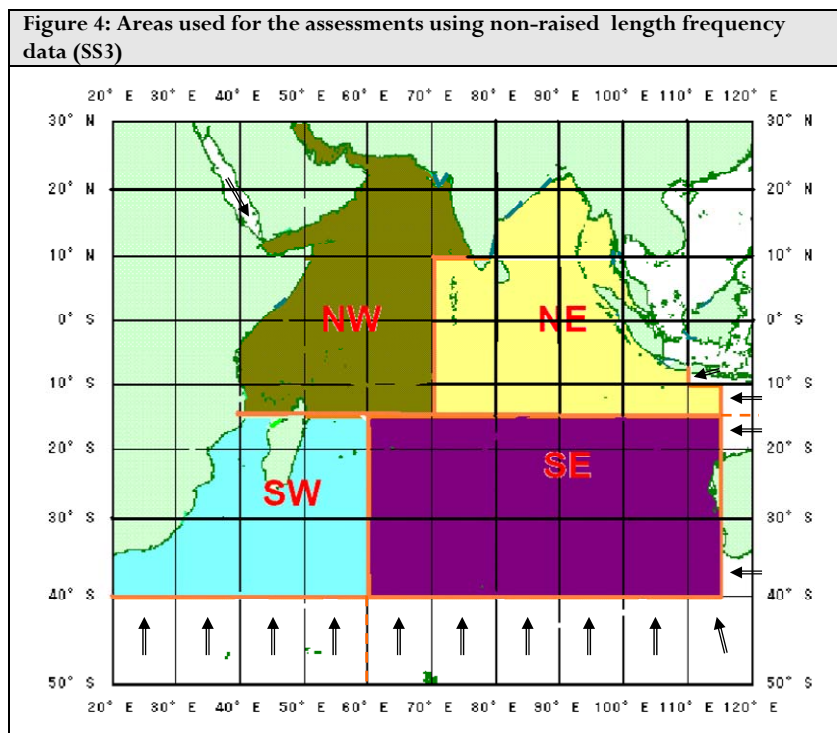 Figure 4: Areas used for the assessments using non-raised length frequency
data (SS3)
20° E 30° E 40° E 50° E 60° E 70° E 80° E 90° E 100° E 110° E 120° E
30° N 30° N
20° N 20° N
10° N 10° N
0° S NW NE 0° S
10° S 10° S
20° S 20° S
SW SE
30° S 30° S
40° S 40° S
50° S 50° S
20° E 30° E 40° E 50° E 60° E 70° E 80° E 90° E 100° E 110° E 120° E